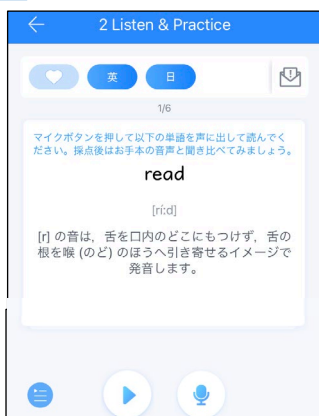 2 Listen & Practice
英 日
1/6
マイクボタンを押して以下の単語を声に出して読んでく
ださい。採点後はお手本の音声と聞き比べてみましょう。
read
[ríːd]
[r] の音は，舌を口内のどこにもつけず，舌の
根を喉 (のど) のほうへ引き寄せるイメージで
発音します。